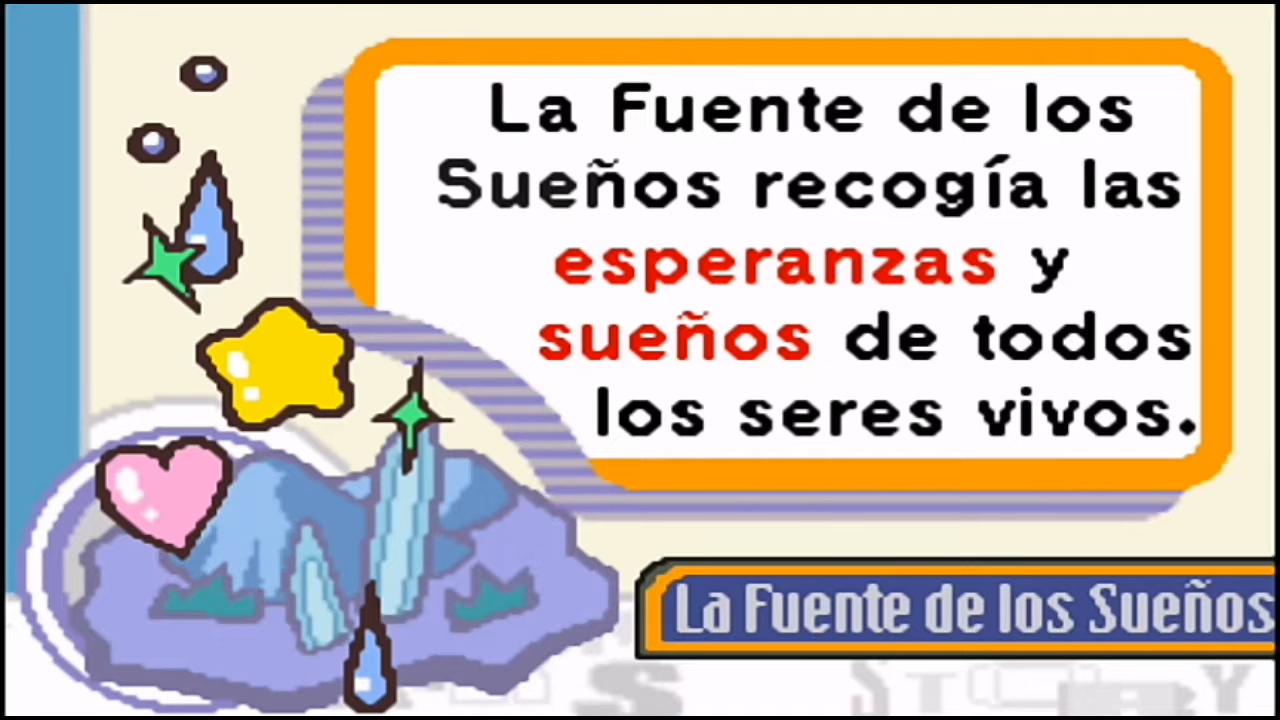 La Fuente de los
Sueños recogía las
esperanzas y
sueños de todos
los seres vivos.
La Fuente de los Sueños